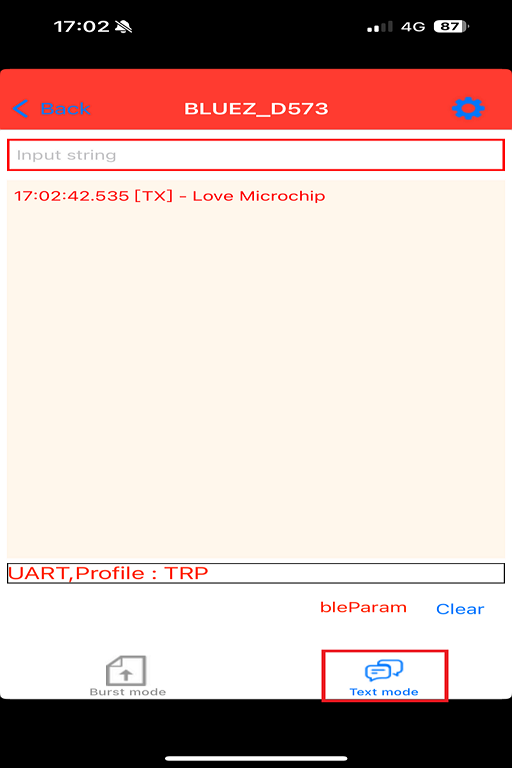 17:02
4G 87
Back BLUEZ_D573
Input string
17:02:42.535 [TX] - Love Microchip
UART,Profile : TRP
bleParam Clear
Burst mode Text mode